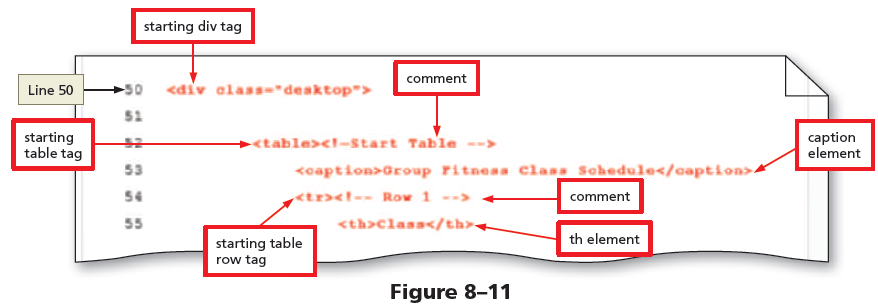 starting div tag
Line 50
50 <div class="desktop">
comment
51
starting
table tag
52 <table><!—Start Table -->
caption
element
53 <caption>Group Fitness Class Schedule</caption>
54 <tr><!-- Row 1 -->
comment
55 <th>Class</th>
th element
starting table
row tag
Figure 8–11